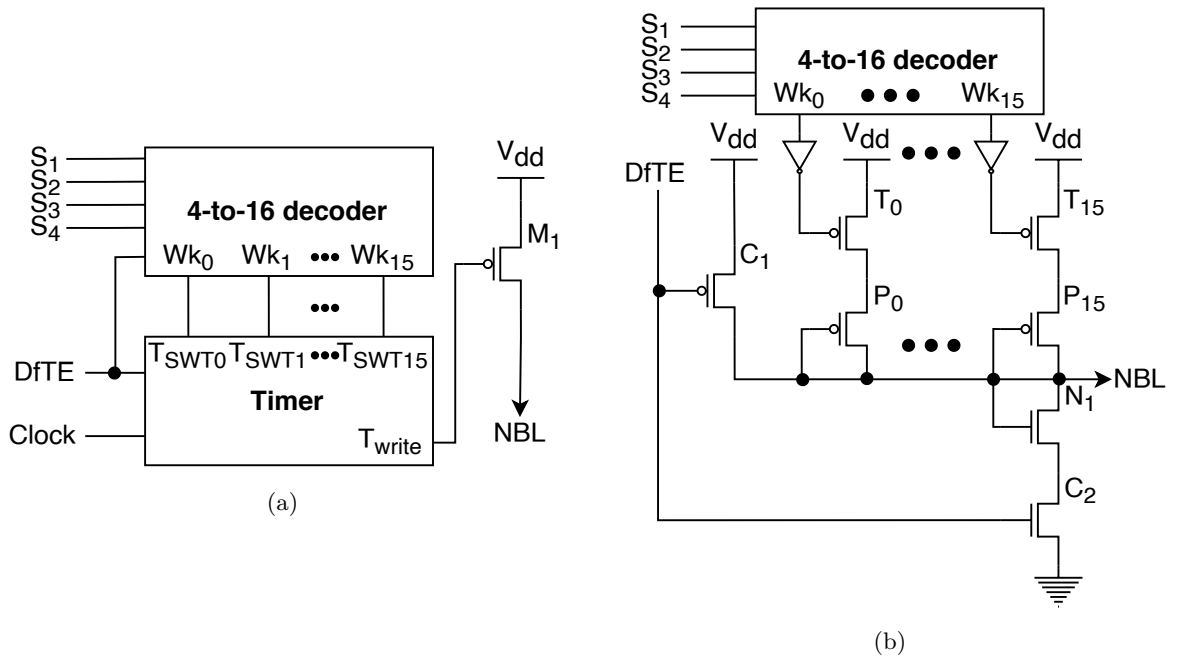 S1
S2
S3
S4
4-to-16 decoder
Wk0 Wk1 ••• Wk15
•••
TSWT0 TSWT1 ••• TSWT15
DfTE
Timer
Clock
Twrite
Vdd
M1
NBL
(a)
S1
S2
S3
S4
4-to-16 decoder
Wk0 ••• Wk15
Vdd Vdd ••• Vdd
DfTE
T0 T15
C1
P0 P15
•••
NBL
N1
C2
(b)